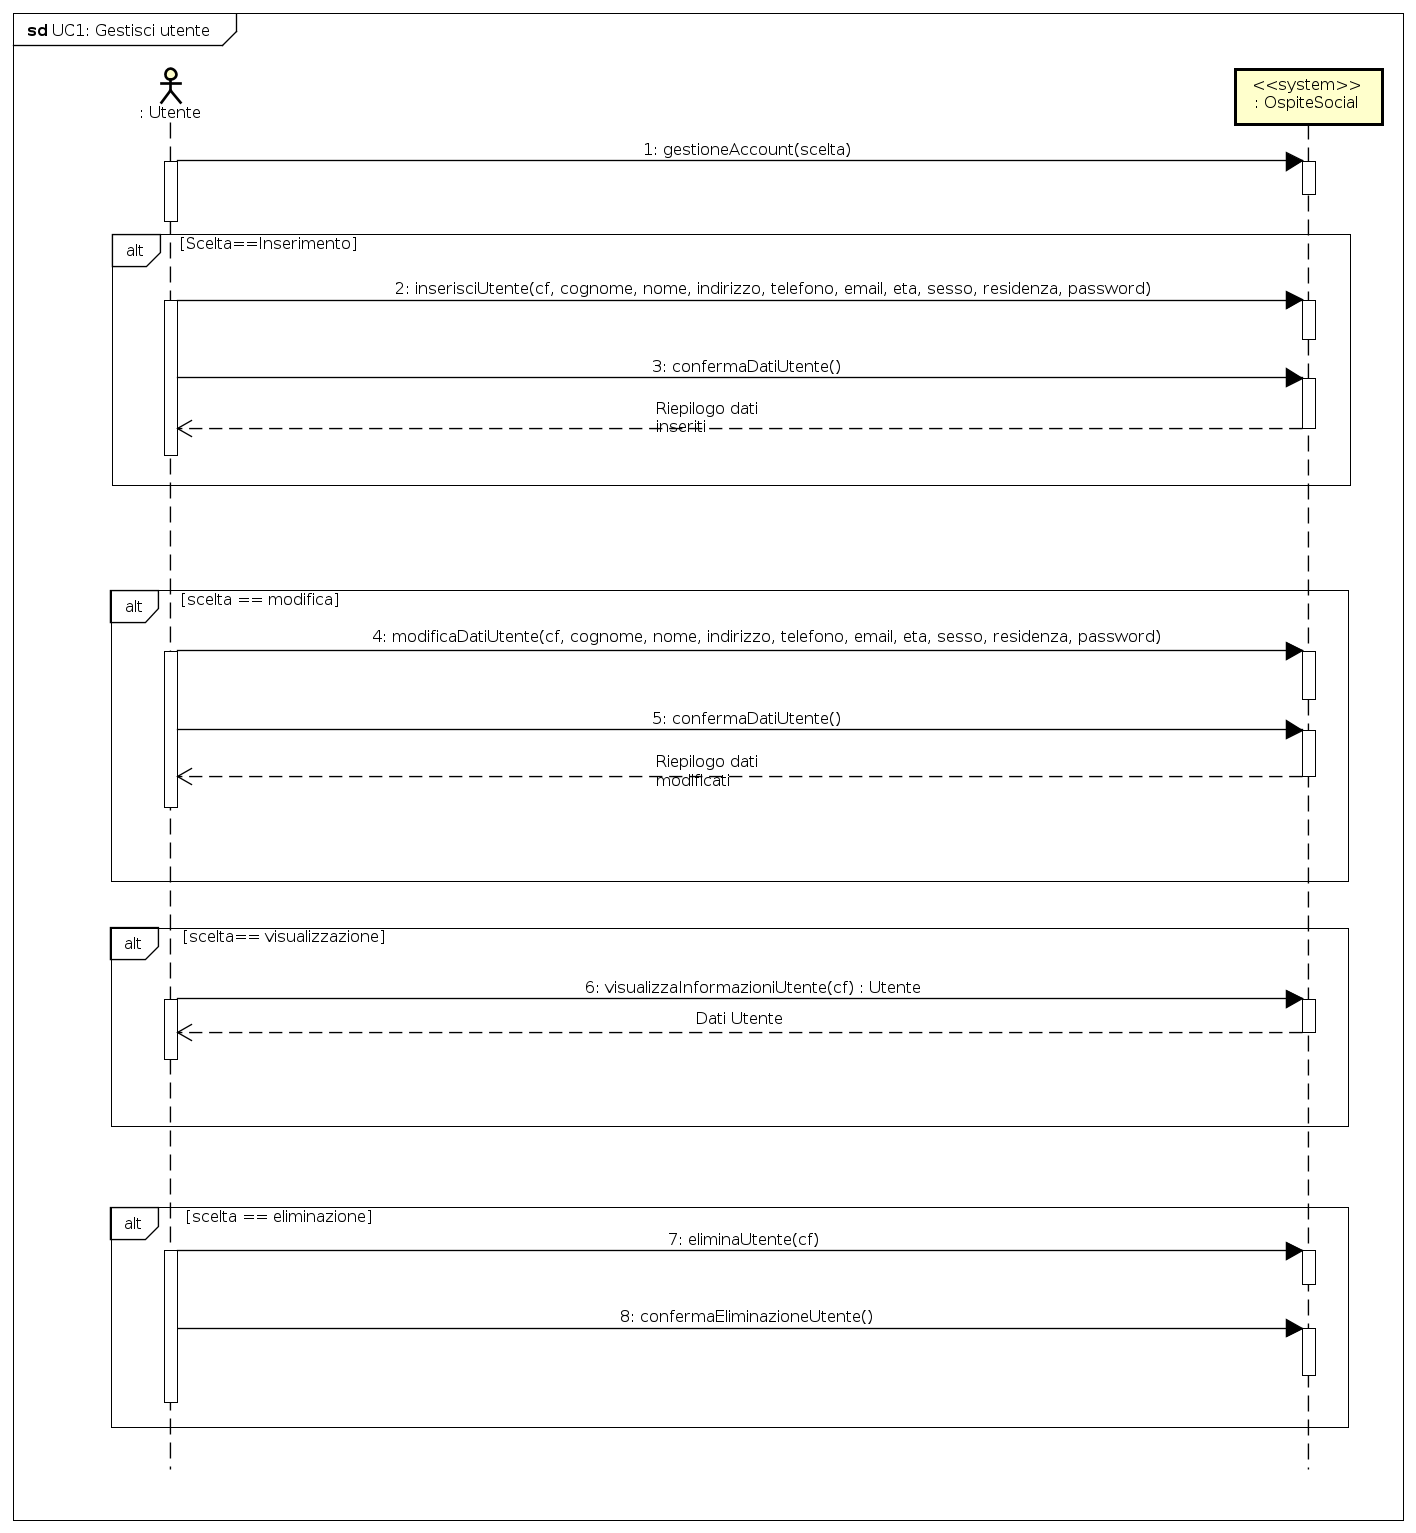 sd UC1: Gestisci utente
: Utente
<<system>>
: OspiteSocial
1: gestioneAccount(scelta)
alt
[Scelta==Inserimento]
2: inserisciUtente(cf, cognome, nome, indirizzo, telefono, email, eta, sesso, residenza, password)
3: confermaDatiUtente()
Riepilogo dati
inseriti
alt
[scelta == modifica]
4: modificaDatiUtente(cf, cognome, nome, indirizzo, telefono, email, eta, sesso, residenza, password)
5: confermaDatiUtente()
Riepilogo dati
modificati
alt
[scelta== visualizzazione]
6: visualizzaInformazioniUtente(cf) : Utente
Dati Utente
alt
[scelta == eliminazione]
7: eliminaUtente(cf)
8: confermaEliminazioneUtente()